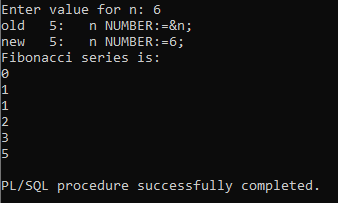 Enter value for n: 6
old   5:   n NUMBER:=&n;
new   5:   n NUMBER:=6;
Fibonacci series is:
0
1
1
2
3
5
PL/SQL procedure successfully completed.